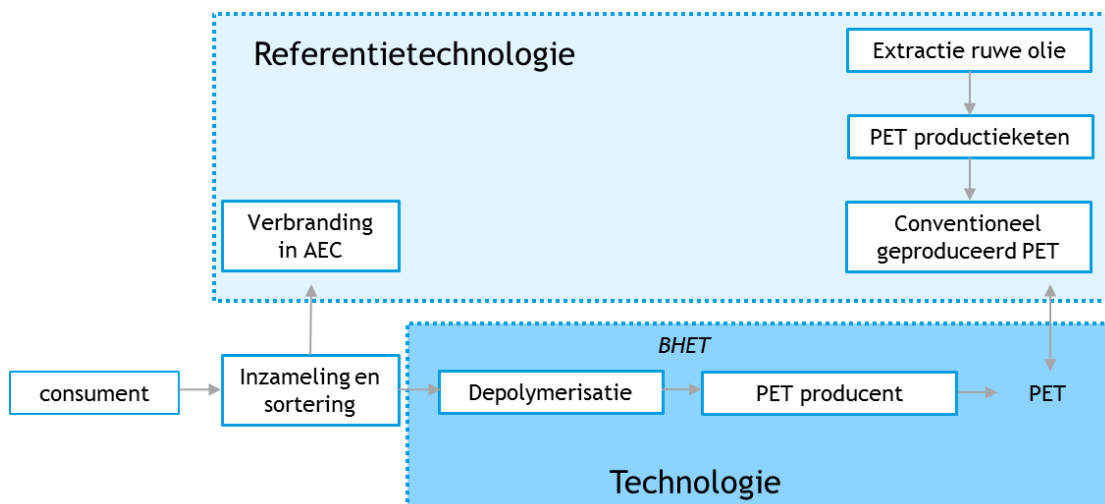 Referentietechnologie
Extractie ruwe olie
PET productieketen
Verbranding
in AEC
Conventioneel
geproduceerd PET
BHET
consument
Inzameling en
sortering
Depolymerisatie
PET producent
PET
Technologie